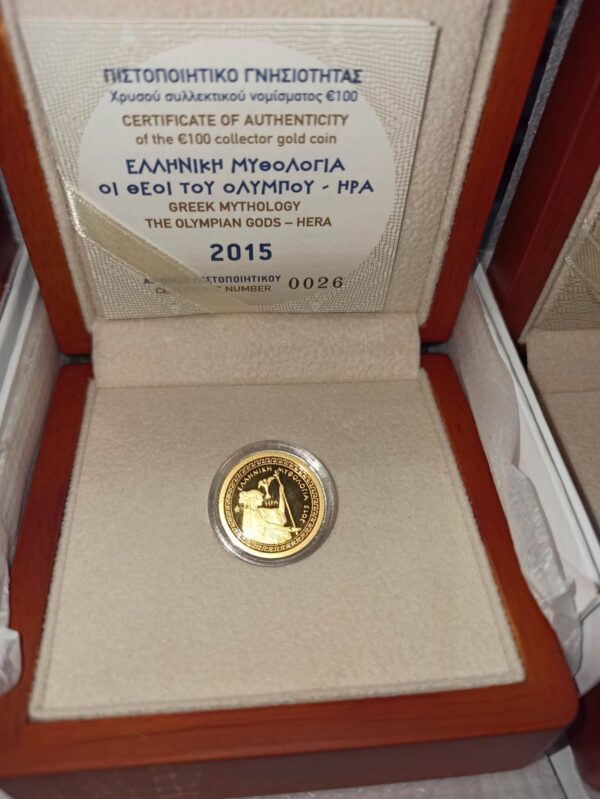 ΠΙΣΤΟΠΟΙΗΤΙΚΟ ΓΝΗΣΙΟΤΗΤΑΣ
Χρυσού συλλεκτικού νομίσματος €100
CERTIFICATE OF AUTHENTICITY
of the €100 collector gold coin
ΕΛΛΗΝΙΚΗ ΜΥΘΟΛΟΓΙΑ
ΟΙ ΘΕΟΙ ΤΟΥ ΟΛΥΜΠΟΥ - ΗΡΑ
GREEK MYTHOLOGY
THE OLYMPIAN GODS – HERA
2015
NUMBER 0026
ΕΛΛΗΝΙΚΗ ΜΥΘΟΛΟΓΙΑ 2015
ΗΡΑ